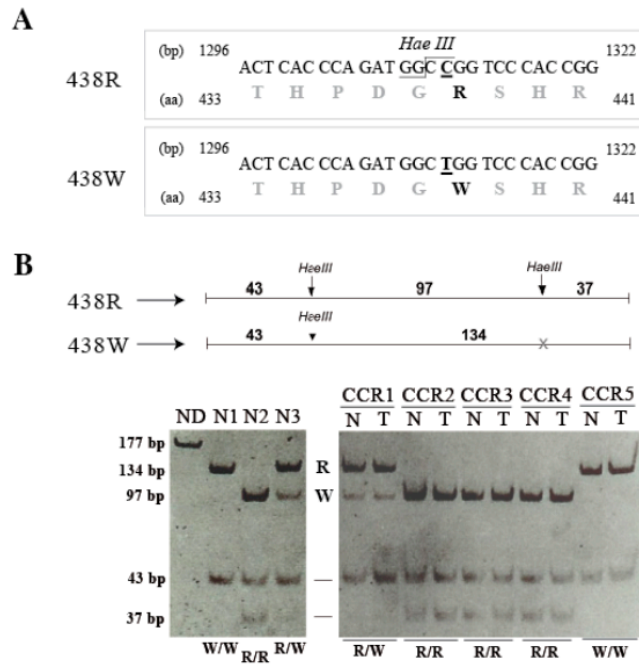 A
Hae III
(bp) 1296 ACT CAC CCA GAT GGC CGG TCC CAC CGG 1322
438R
(aa) 433 T H P D G R S H R 441
(bp) 1296 ACT CAC CCA GAT GGC TGG TCC CAC CGG 1322
438W
(aa) 433 T H P D G W S H R 441
B
HaeIII HaeIII
438R 43 97 37
HaeIII
438W 43 134 X
CCR1 CCR2 CCR3 CCR4 CCR5
ND N1 N2 N3 N T N T N T N T N T
177 bp
134 bp R
97 bp W
43 bp —
37 bp —
W/W R/R R/W R/W R/R R/R R/R W/W